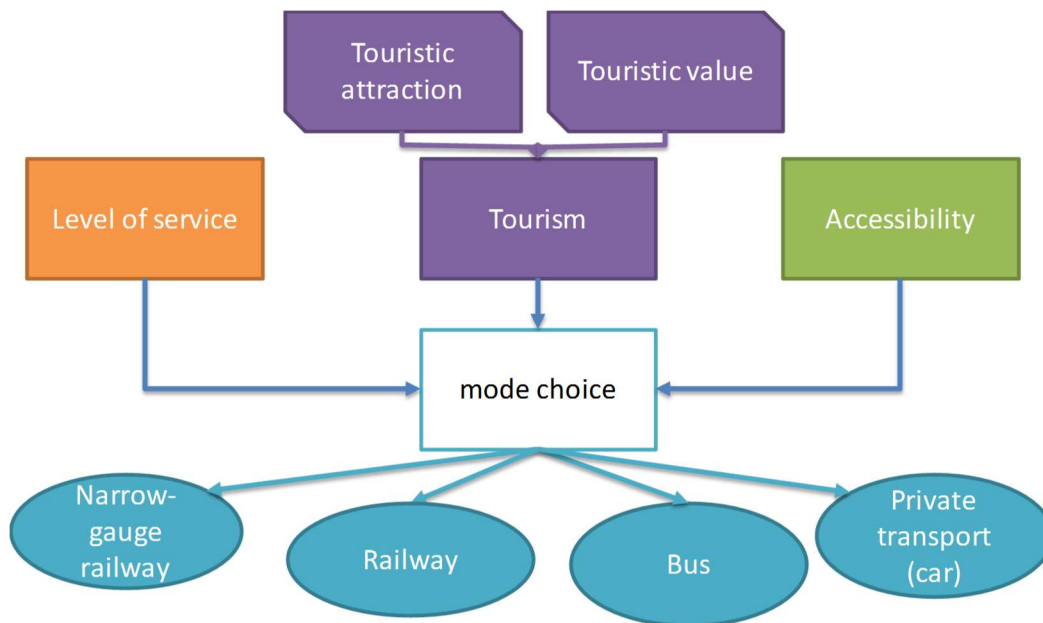 Touristic
attraction
Touristic value
Level of service
Tourism
Accessibility
mode choice
Narrow-
gauge
railway
Railway
Bus
Private
transport
(car)